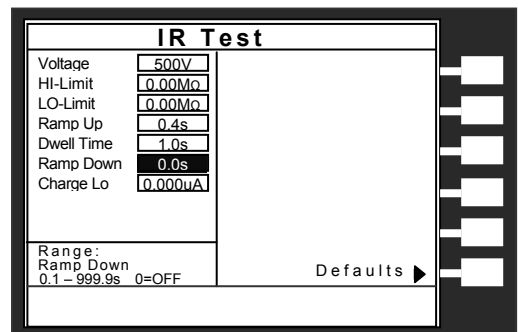 IR Test
Voltage 500V
HI-Limit 0.00MΩ
LO-Limit 0.00MΩ
Ramp Up 0.4s
Dwell Time 1.0s
Ramp Down 0.0s
Charge Lo 0.000uA
Range:
Ramp Down
0.1 – 999.9s 0=OFF
Defaults